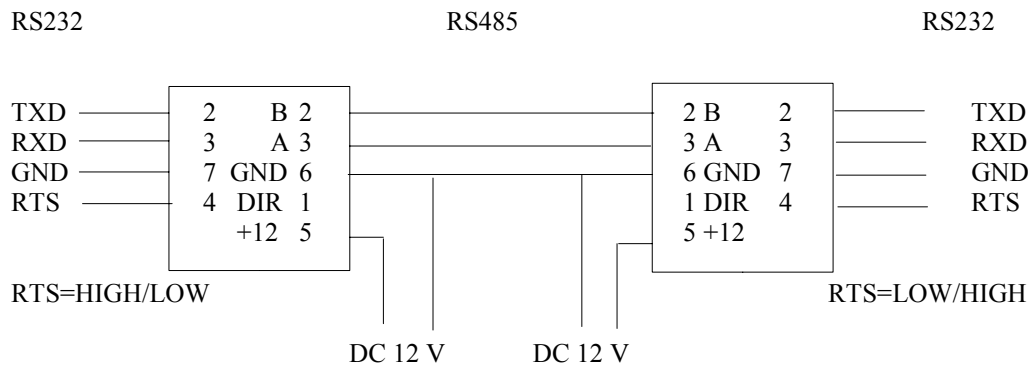 RS232 RS485 RS232
TXD 2 B 2 2 B 2 TXD
RXD 3 A 3 3 A 3 RXD
GND 7 GND 6 6 GND 7 GND
RTS 4 DIR 1 1 DIR 4 RTS
+12 5 5 +12
RTS=HIGH/LOW RTS=LOW/HIGH
DC 12 V DC 12 V